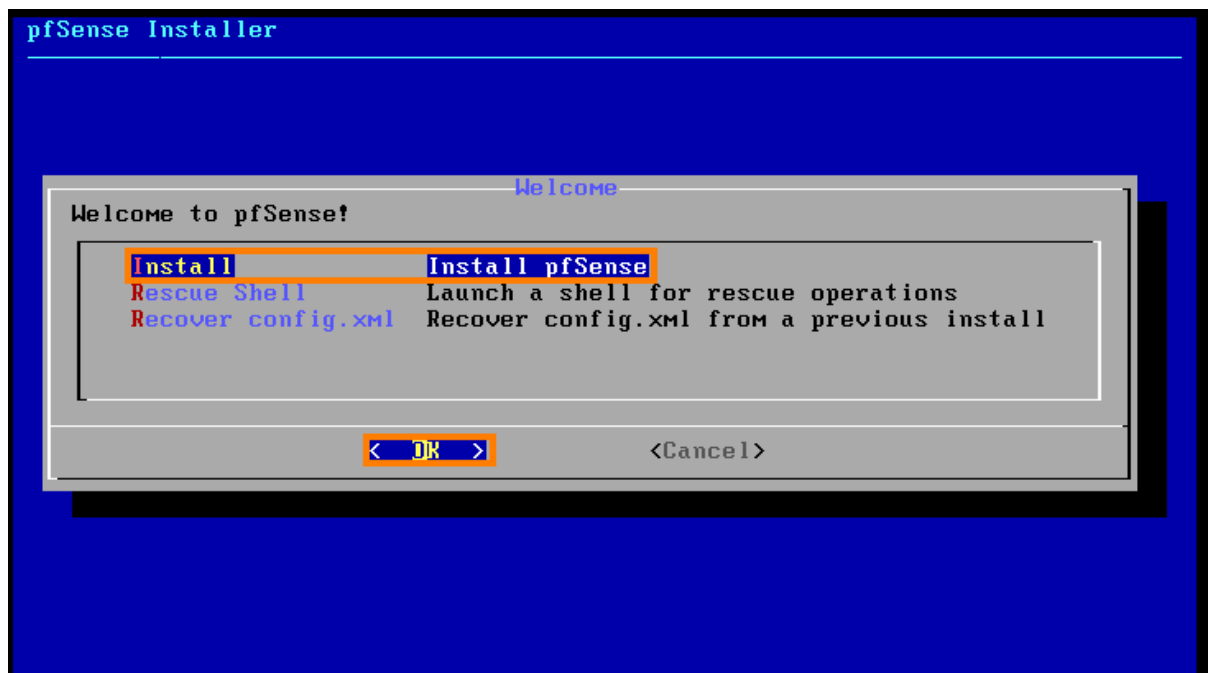 pfSense Installer
Welcome
Welcome to pfSense!
Install Install pfSense
Rescue Shell Launch a shell for rescue operations
Recover config.xml Recover config.xml from a previous install
< OK > <Cancel>